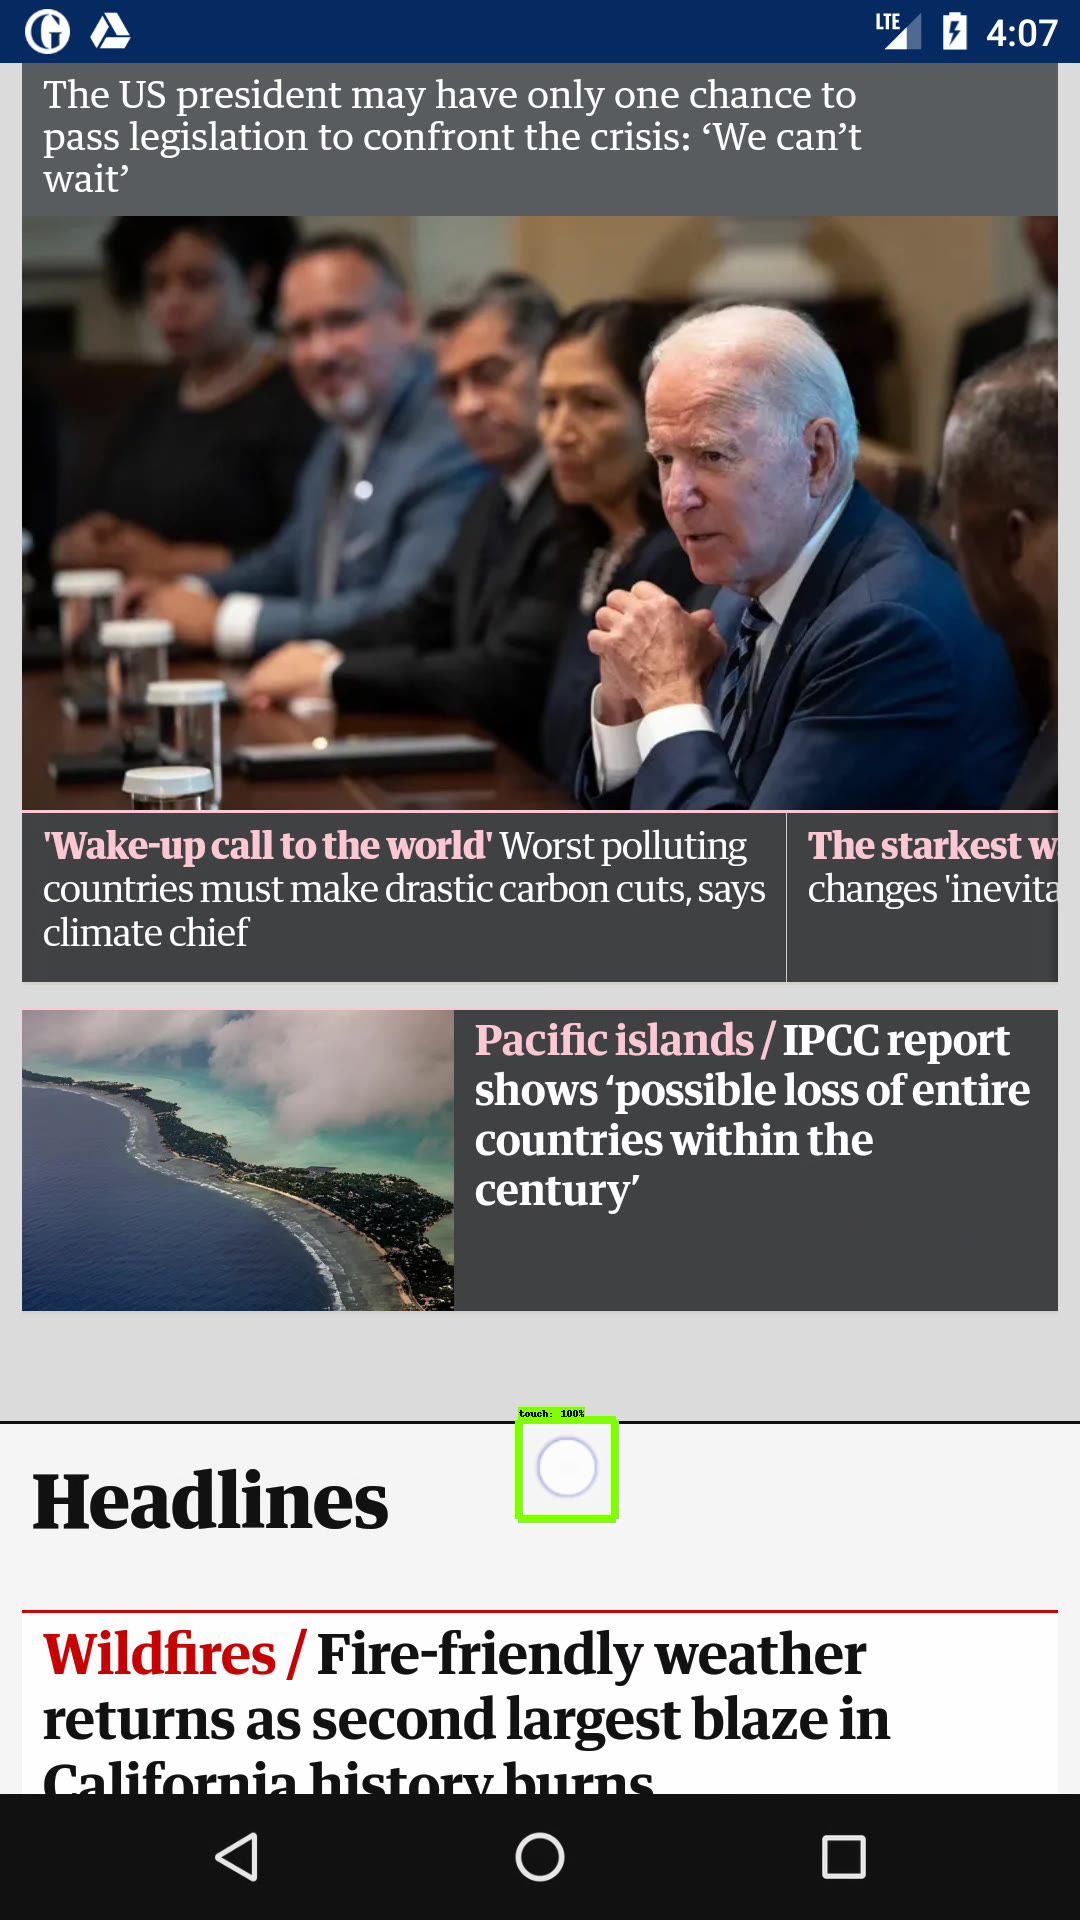 LTE 4:07
The US president may have only one chance to
pass legislation to confront the crisis: ‘We can’t
wait’
'Wake-up call to the world' Worst polluting
countries must make drastic carbon cuts, says
climate chief
The starkest w
changes 'inevita
Pacific islands / IPCC report
shows ‘possible loss of entire
countries within the
century’
touch: 100%
Headlines
Wildfires / Fire-friendly weather
returns as second largest blaze in
California history burns